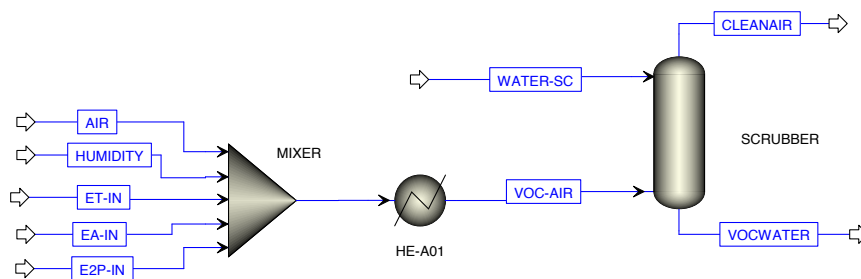 CLEANAIR
WATER-SC
SCRUBBER
AIR
MIXER
HUMIDITY
ET-IN
VOC-AIR
EA-IN
VOCWATER
HE-A01
E2P-IN